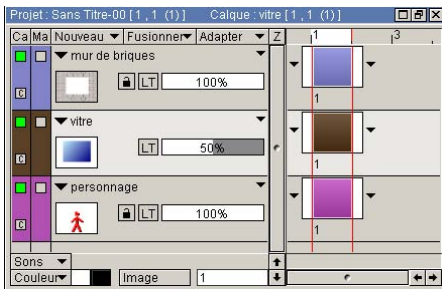 Projet : Sans Titre-00 [ 1 , 1 (1) ] Calque : vitre [ 1 , 1 (1) ]
Ca Ma Nouveau Fusionner Adapter Z 1 3
mur de briques
C LT 100% 1
vitre
C LT 50% 1
personnage
C LT 100% 1
Sons
Couleur Image 1